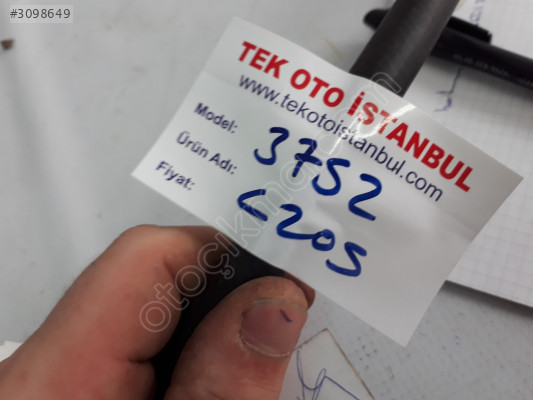 #3098649
TEK OTO İSTANBUL
www.tekotoistanbul.com
Model: 3752
Ürün Adı: C205
Fiyat:
otoçıkma